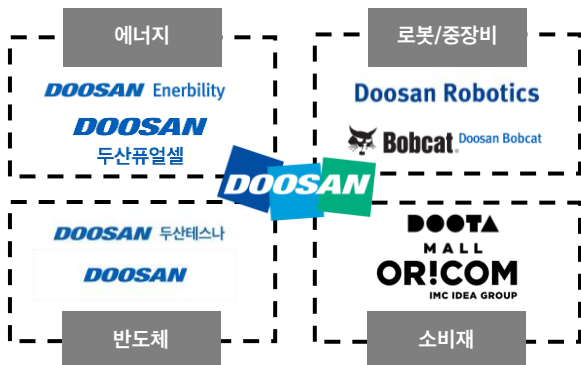 에너지
DOOSAN Enerbility
DOOSAN
두산퓨얼셀
로봇/중장비
Doosan Robotics
Bobcat. Doosan Bobcat
DOOSAN
DOOSAN 두산테스나
DOOSAN
반도체
DOOTA
MALL
OR!COM
IMC IDEA GROUP
소비재